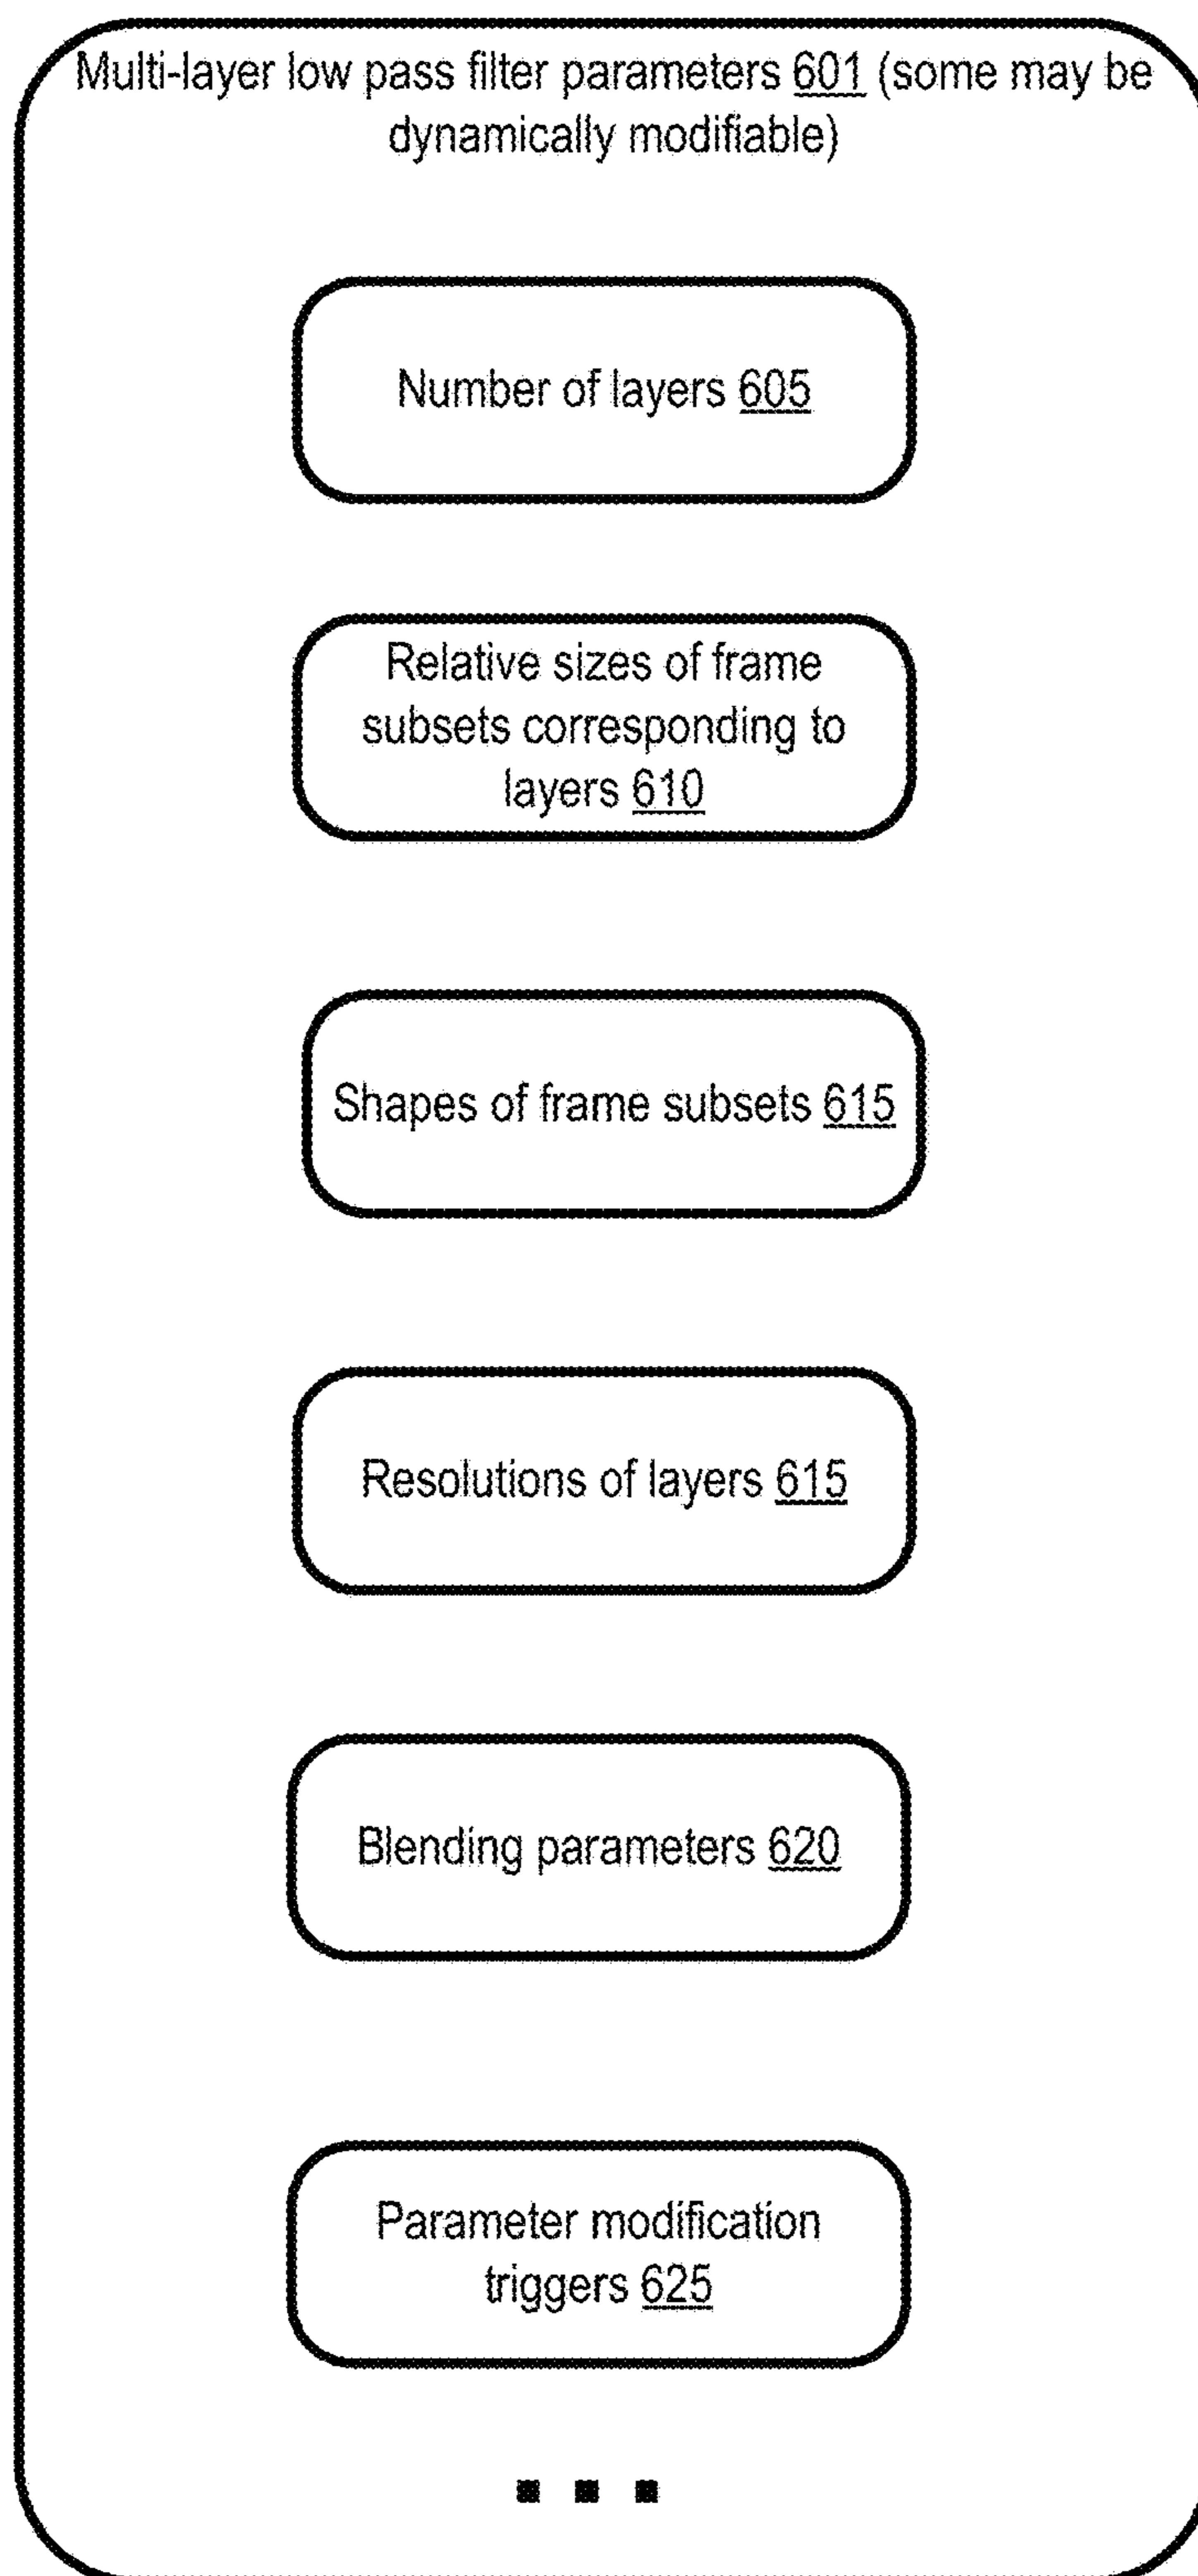 Multi-layer low pass filter parameters 601 (some may be
dynamically modifiable)
Number of layers 605
Relative sizes of frame
subsets corresponding to
layers 610
Shapes of frame subsets 615
Resolutions of layers 615
Blending parameters 620
Parameter modification
triggers 625